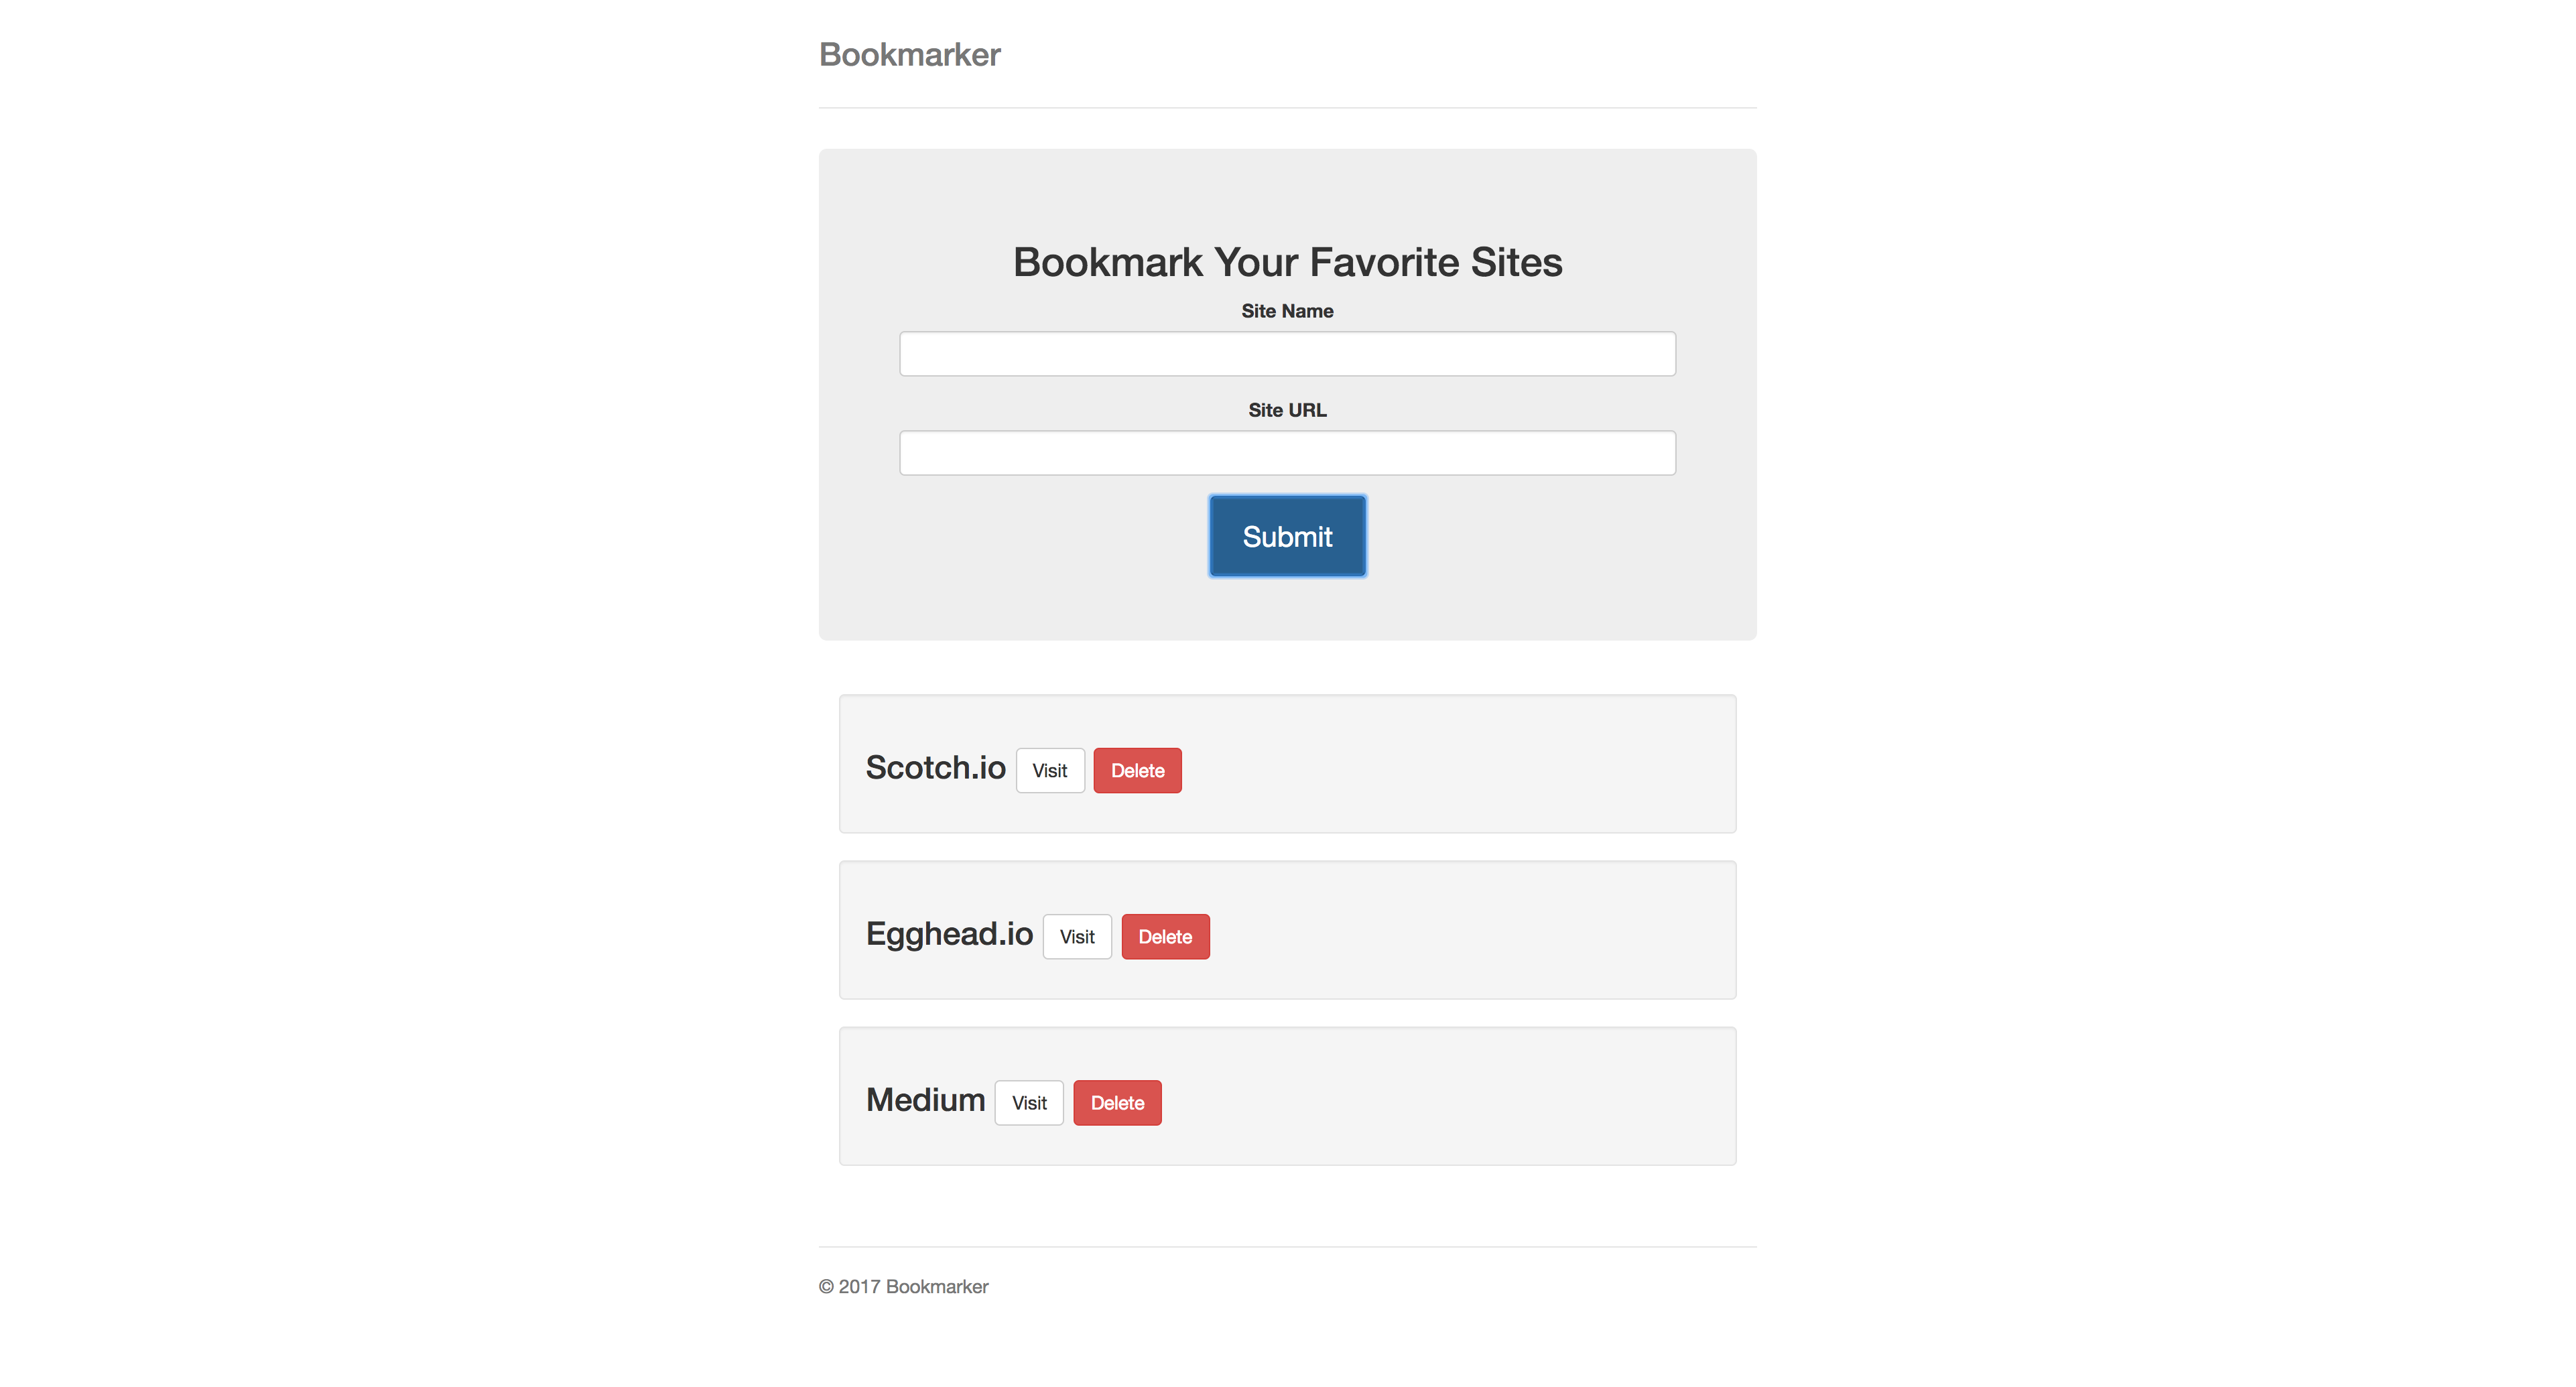 Bookmarker
Bookmark Your Favorite Sites
Site Name
Site URL
Submit
Scotch.io Visit Delete
Egghead.io Visit Delete
Medium Visit Delete
© 2017 Bookmarker